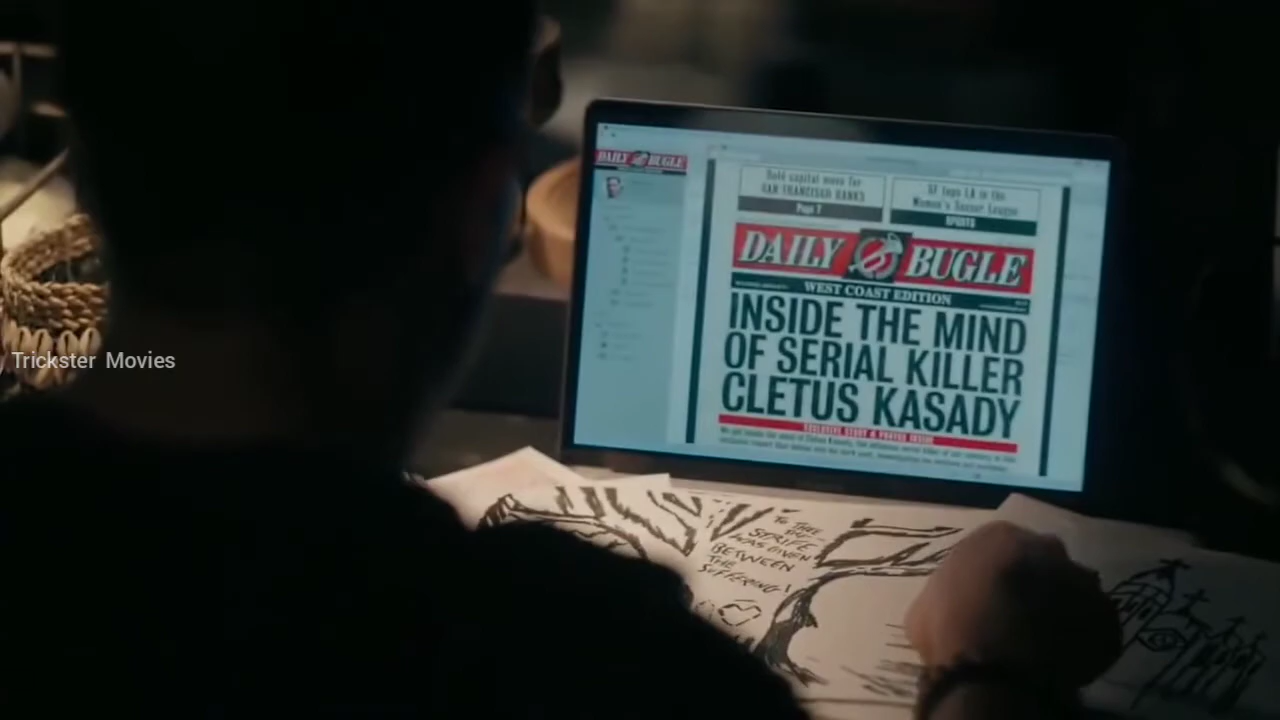 DAILY BUGLE
Bold capital move for
SAN FRANCISCO BANKS
Page 7
SF tops LA in the
Women's Soccer League
SPORTS
DAILY BUGLE
WEST COAST EDITION
INSIDE THE MIND
OF SERIAL KILLER
CLETUS KASADY
EXCLUSIVE STORY & PHOTOS INSIDE
Trickster Movies
TO THEE
STRIFE
WAS GIVEN
BETWEEN
THE
SUFFERING!